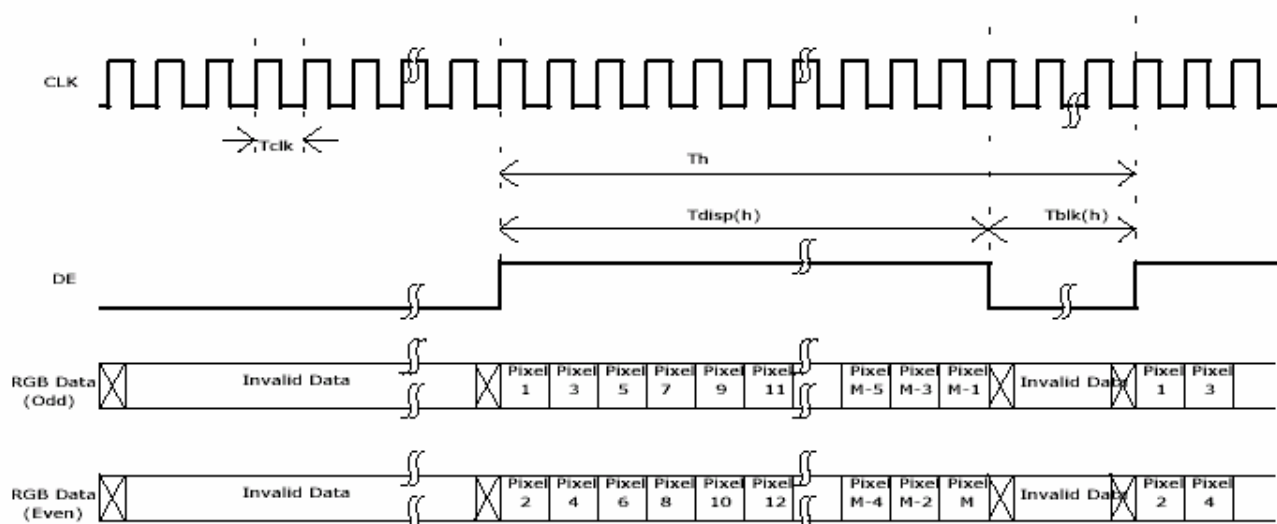 CLK
Tclk
Th
Tdisp(h) Tblk(h)
DE
RGB Data
(Odd)
Invalid Data
Pixel Pixel Pixel Pixel Pixel Pixel Pixel Pixel Pixel
1 3 5 7 9 11 M-5 M-3 M-1
Invalid Data
Pixel Pixel
1 3
RGB Data
(Even)
Invalid Data
Pixel Pixel Pixel Pixel Pixel Pixel Pixel Pixel Pixel
2 4 6 8 10 12 M-4 M-2 M
Invalid Data
Pixel Pixel
2 4